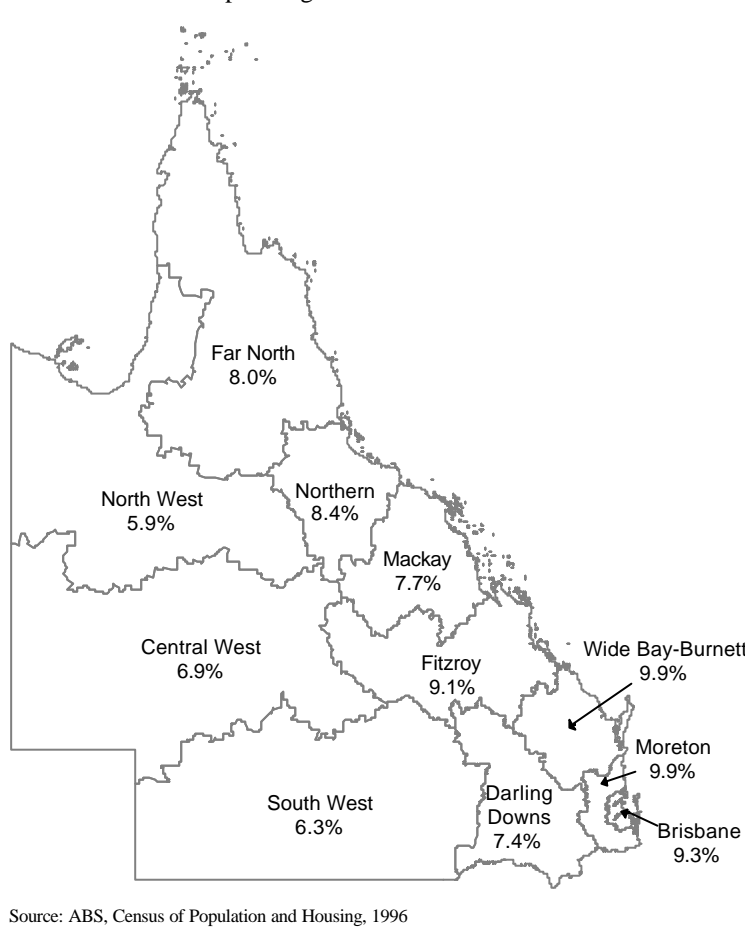 Far North
8.0%
North West
5.9%
Northern
8.4%
Mackay
7.7%
Central West
6.9%
Fitzroy
9.1%
Wide Bay-Burnett
9.9%
Moreton
9.9%
South West
6.3%
Darling
Downs
7.4%
Brisbane
9.3%
Source: ABS, Census of Population and Housing, 1996